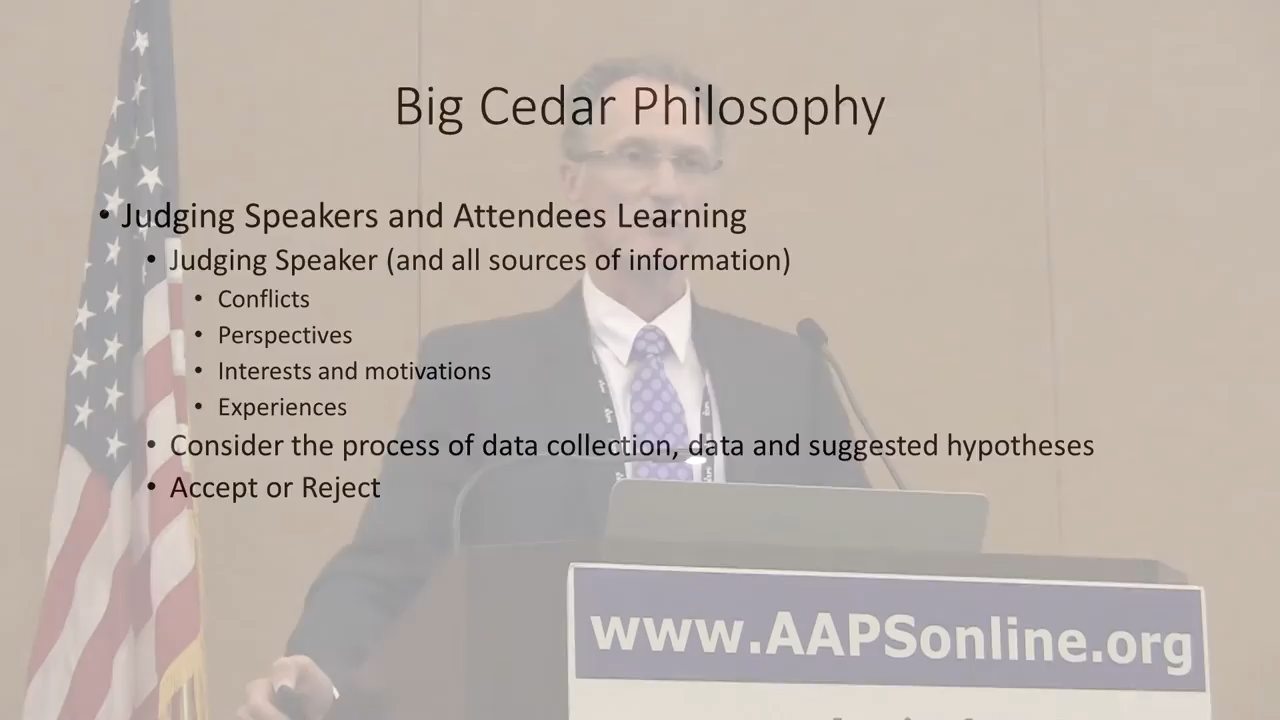 Big Cedar Philosophy
• Judging Speakers and Attendees Learning
• Judging Speaker (and all sources of information)
• Conflicts
• Perspectives
• Interests and motivations
• Experiences
• Consider the process of data collection, data and suggested hypotheses
• Accept or Reject
www.AAPSonline.org